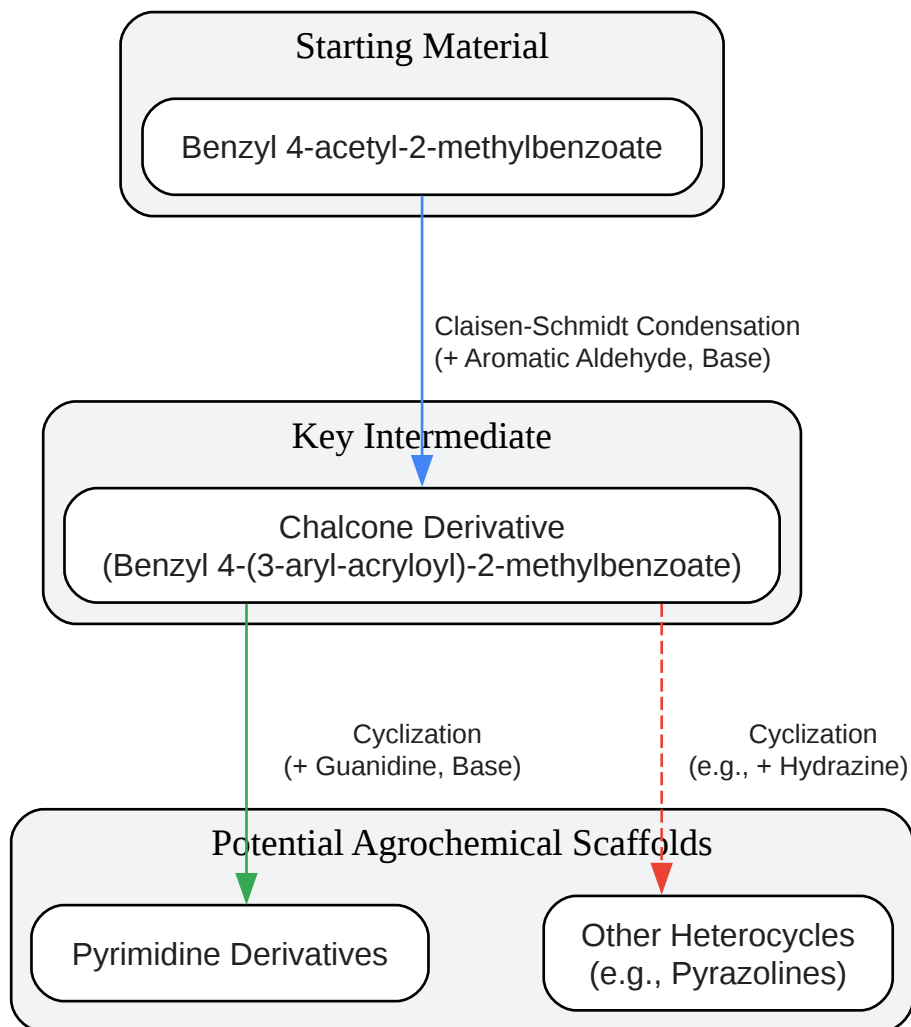 Starting Material
Benzyl 4-acetyl-2-methylbenzoate
Claisen-Schmidt Condensation
(+ Aromatic Aldehyde, Base)
Key Intermediate
Chalcone Derivative
(Benzyl 4-(3-aryl-acryloyl)-2-methylbenzoate)
Cyclization
(+ Guanidine, Base)
Cyclization
(e.g., + Hydrazine)
Potential Agrochemical Scaffolds
Pyrimidine Derivatives
Other Heterocycles
(e.g., Pyrazolines)